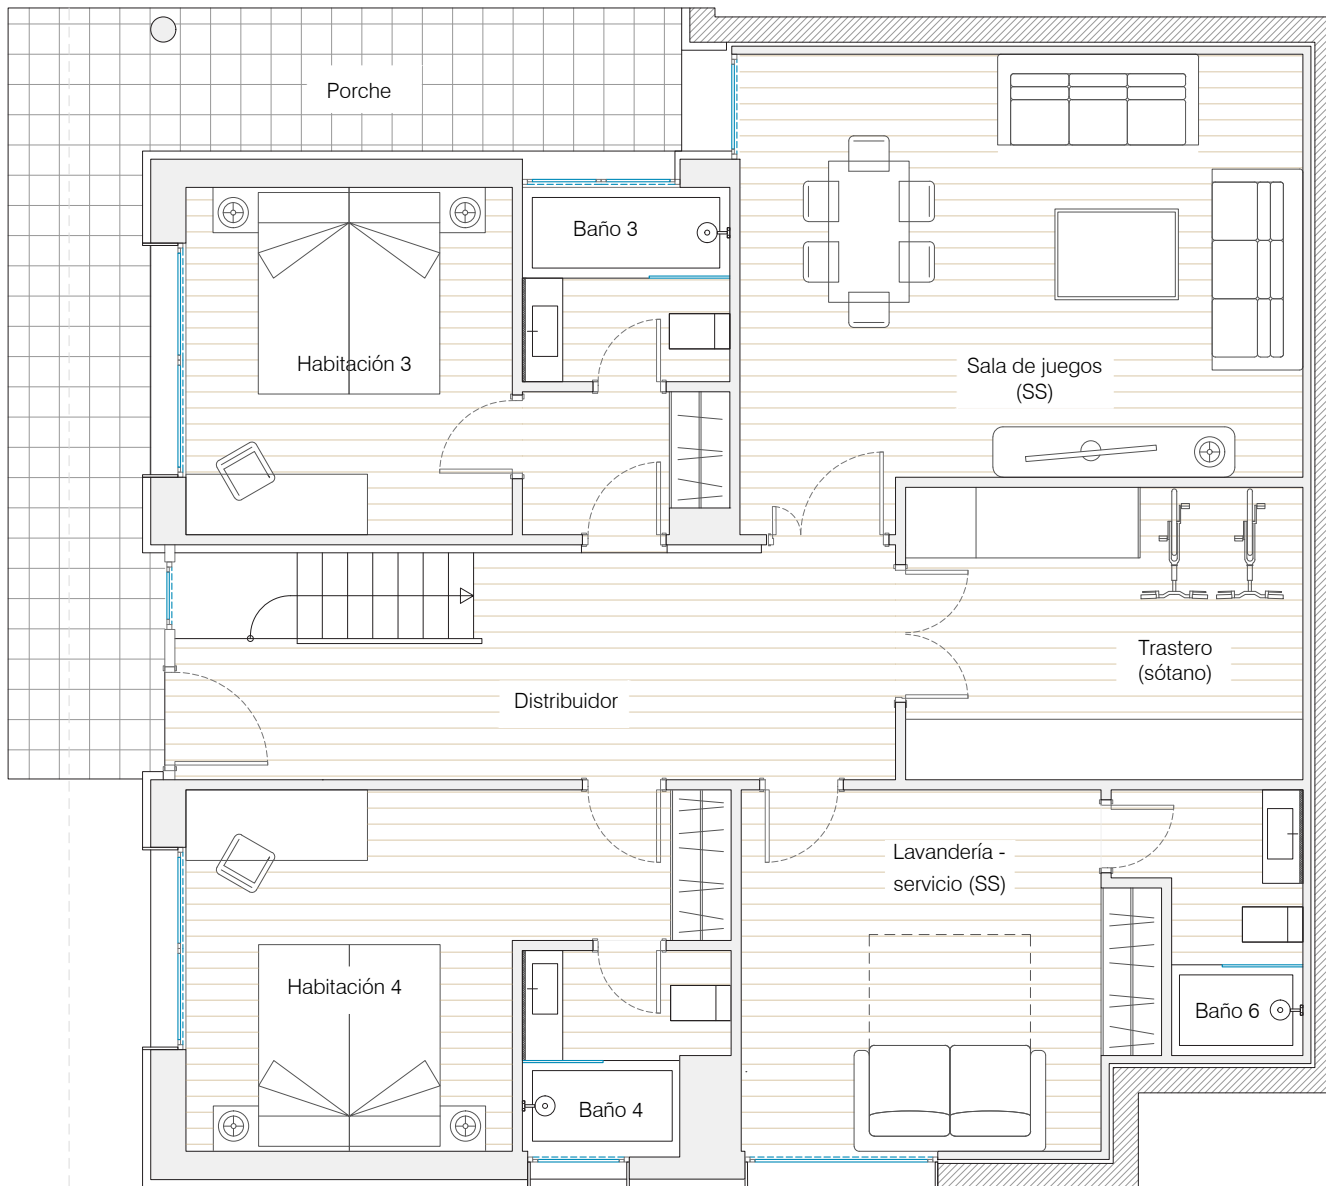 Porche
Baño 3
Habitación 3
Sala de juegos
(SS)
Trastero
(sótano)
Distribuidor
Lavandería -
servicio (SS)
Habitación 4
Baño 6
Baño 4